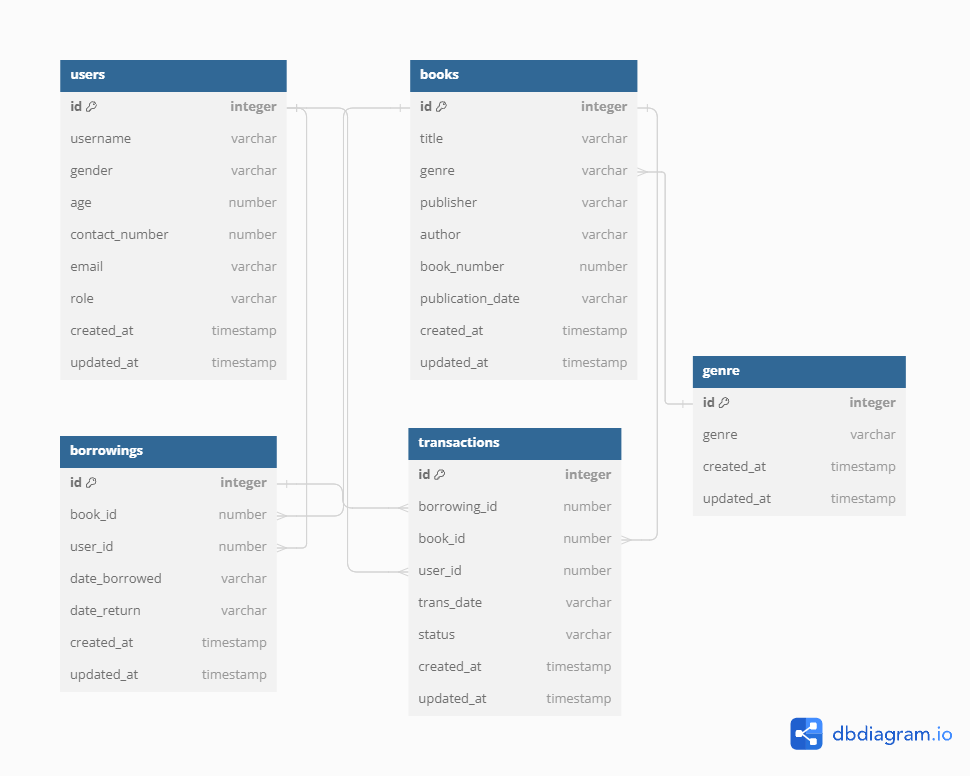 users
id integer
username varchar
gender varchar
age number
contact_number number
email varchar
role varchar
created_at timestamp
updated_at timestamp
books
id integer
title varchar
genre varchar
publisher varchar
author varchar
book_number number
publication_date varchar
created_at timestamp
updated_at timestamp
genre
id integer
genre varchar
created_at timestamp
updated_at timestamp
borrowings
id integer
book_id number
user_id number
date_borrowed varchar
date_return varchar
created_at timestamp
updated_at timestamp
transactions
id integer
borrowing_id number
book_id number
user_id number
trans_date varchar
status varchar
created_at timestamp
updated_at timestamp
dbdiagram.io